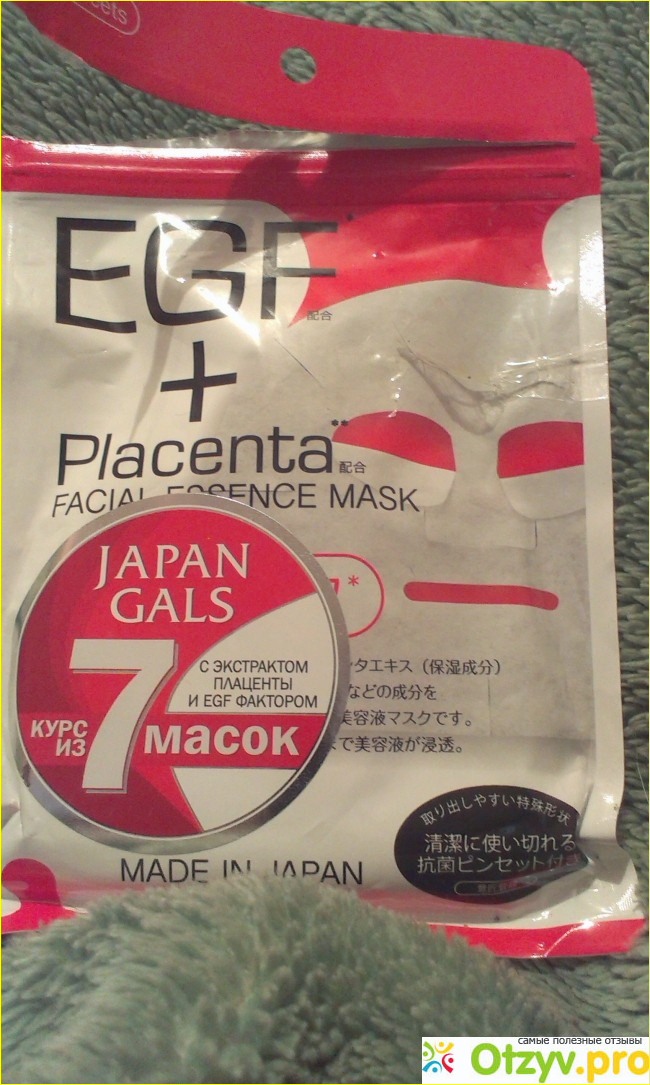 EGF*
配合
+
Placenta**
配合
FACIAL ESSENCE MASK
JAPAN
GALS
7
С ЭКСТРАКТОМ
ПЛАЦЕНТЫ
И EGF ФАКТОРОМ
КУРС
ИЗ
МАСОК
タエキス（保湿成分）
などの成分を
美容液マスクです。
で美容液が浸透。
取り出しやすい特殊形状
清潔に使い切れる
抗菌ピンセット付き
MADE IN JAPAN
самые полезные отзывы
Otzyv.pro